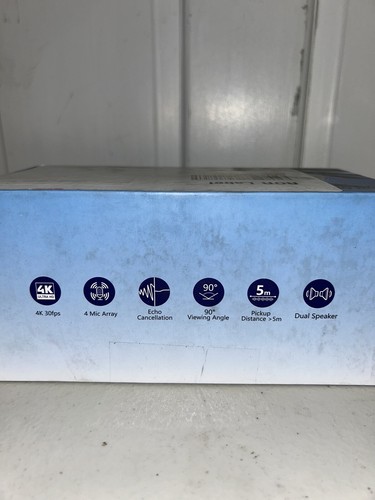 4K
ULTRA HD
90°
5m
4K 30fps
4 Mic Array
Echo
Cancellation
90°
Viewing Angle
Pickup
Distance >5m
Dual Speaker